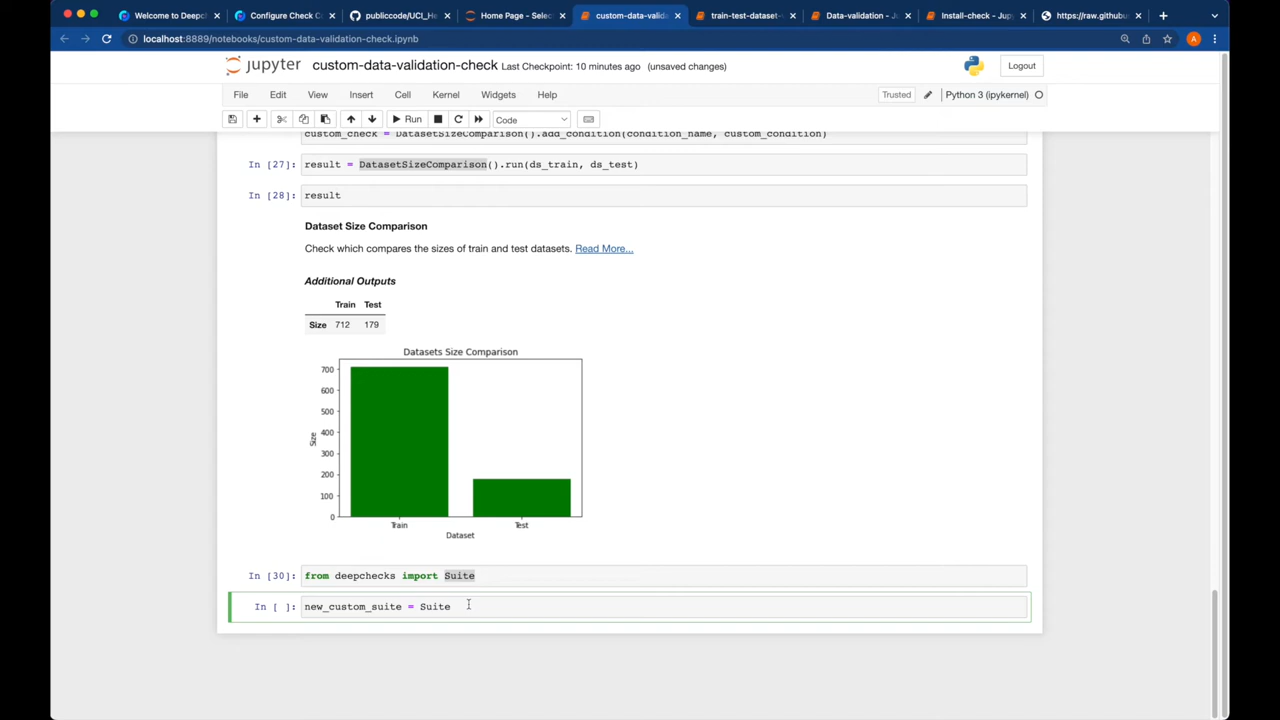 Welcome to Deepch
Configure Check C
publiccode/UCI_He
Home Page - Selec
custom-data-valida
train-test-dataset-
Data-validation - J
Install-check - Jup
https://raw.githubus
localhost:8889/notebooks/custom-data-validation-check.ipynb
A
jupyter custom-data-validation-check Last Checkpoint: 10 minutes ago (unsaved changes)
Logout
File Edit View Insert Cell Kernel Widgets Help
Trusted
Python 3 (ipykernel)
Run
Code
custom_check = DatasetSizeComparison().add_condition(condition_name, custom_condition)
In [27]: result = DatasetSizeComparison().run(ds_train, ds_test)
In [28]: result
Dataset Size Comparison
Check which compares the sizes of train and test datasets. Read More...
Additional Outputs
Train Test
Size 712 179
Datasets Size Comparison
700
600
500
400
300
200
100
0
Size
Train Test
Dataset
In [30]: from deepchecks import Suite
In [ ]: new_custom_suite = Suite